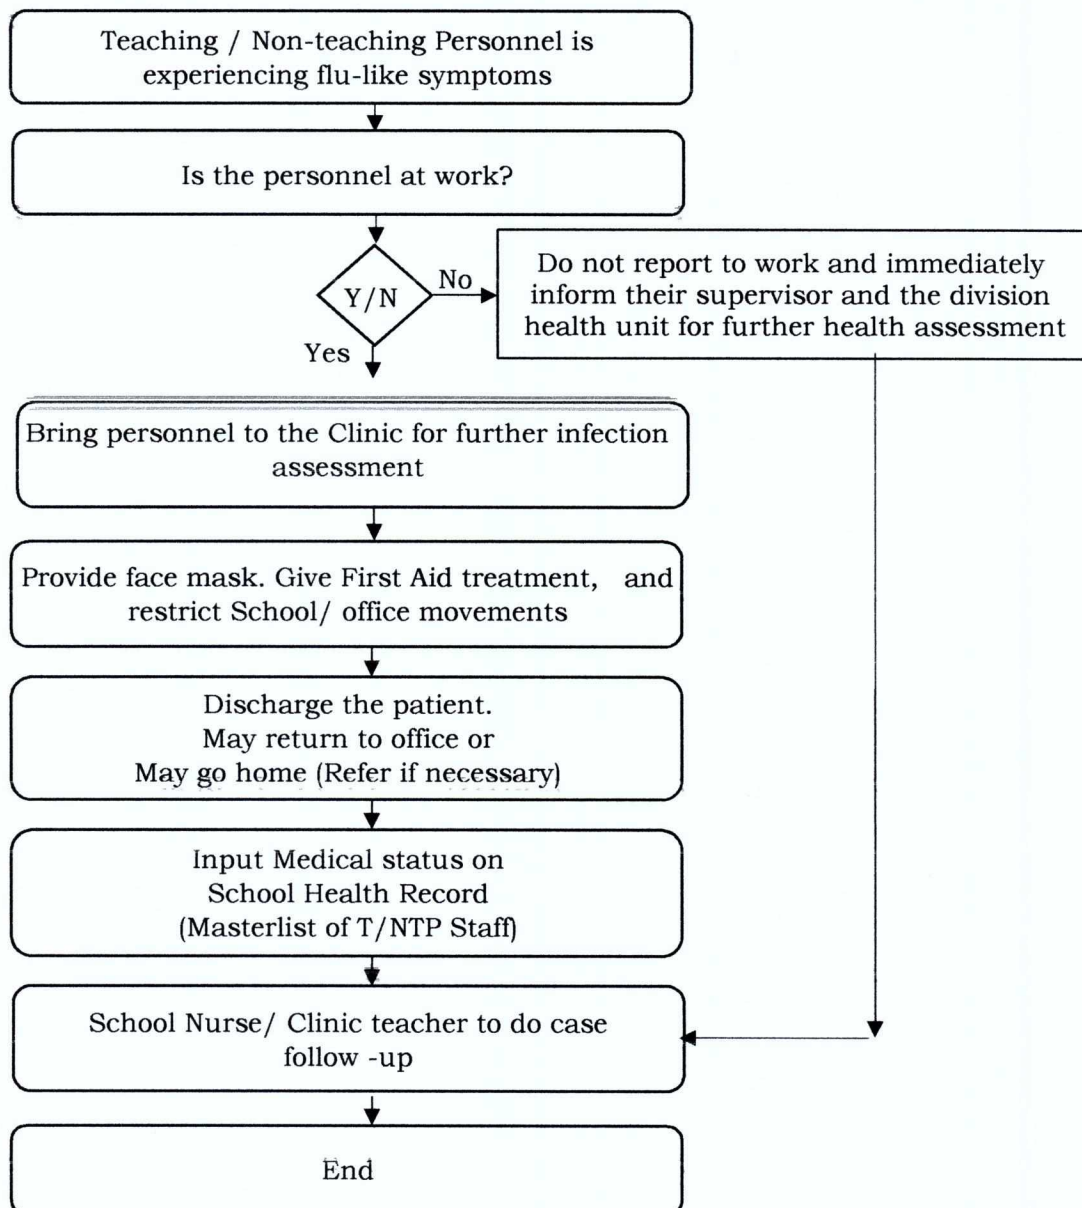 Teaching / Non-teaching Personnel is
experiencing flu-like symptoms
Is the personnel at work?
Y/N
No
Do not report to work and immediately
inform their supervisor and the division
health unit for further health assessment
Yes
Bring personnel to the Clinic for further infection
assessment
Provide face mask. Give First Aid treatment, and
restrict School/ office movements
Discharge the patient.
May return to office or
May go home (Refer if necessary)
Input Medical status on
School Health Record
(Masterlist of T/NTP Staff)
School Nurse/ Clinic teacher to do case
follow -up
End